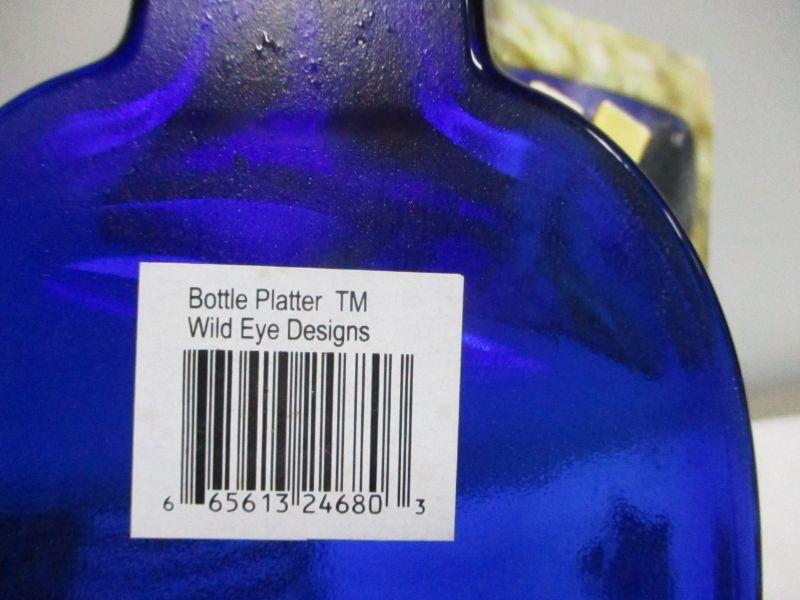 Bottle Platter TM
Wild Eye Designs
6 65613 24680 3